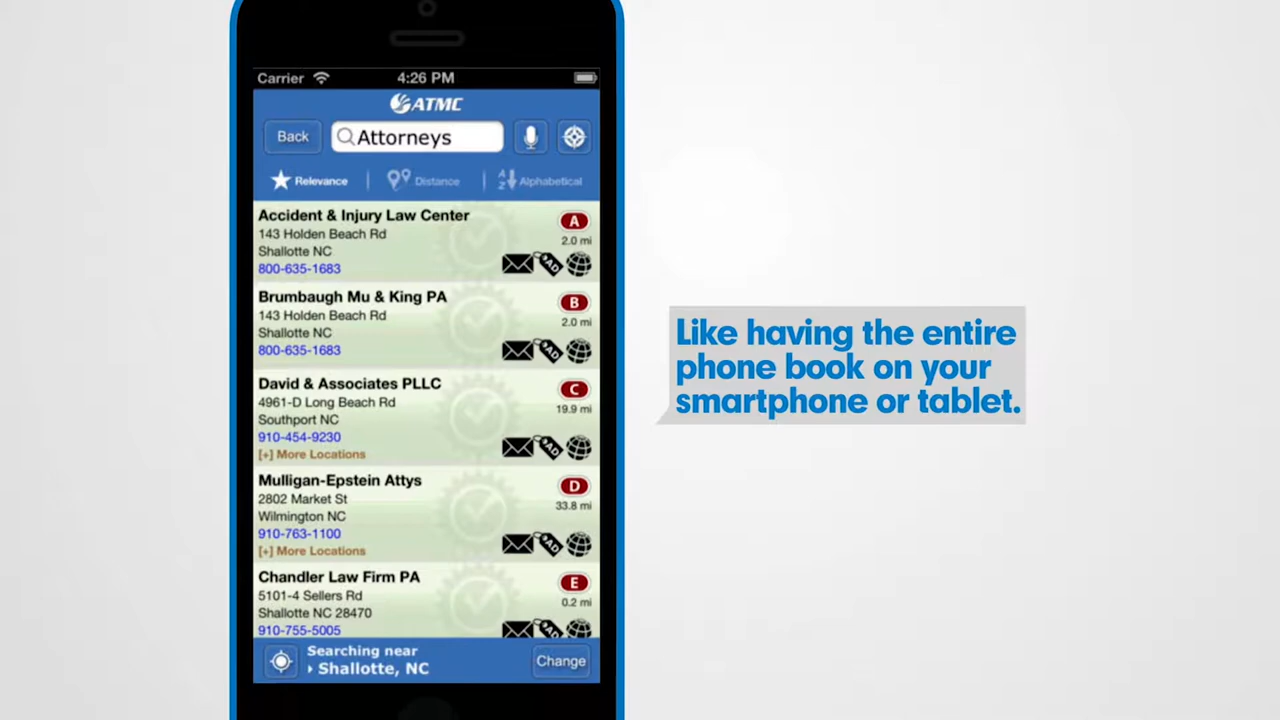 Carrier 4:26 PM
ATMC
Back Attorneys
Relevance | Distance | Alphabetical
Accident & Injury Law Center A
143 Holden Beach Rd 2.0 mi
Shallotte NC
800-635-1683 AD
Brumbaugh Mu & King PA B
143 Holden Beach Rd 2.0 mi
Shallotte NC
800-635-1683 AD
David & Associates PLLC C
4961-D Long Beach Rd 19.9 mi
Southport NC
910-454-9230 AD
[+] More Locations
Mulligan-Epstein Attys D
2802 Market St 33.8 mi
Wilmington NC
910-763-1100 AD
[+] More Locations
Chandler Law Firm PA E
5101-4 Sellers Rd 0.2 mi
Shallotte NC 28470
910-755-5005 AD
Searching near
Shallotte, NC Change
Like having the entire
phone book on your
smartphone or tablet.